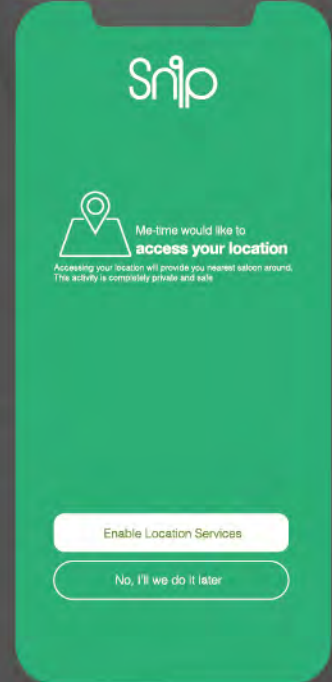 Snip
Me-time would like to
access your location
Accessing your location will provide you nearest saloon around.
This activity is completely private and safe
Enable Location Services
No, I'll we do it later